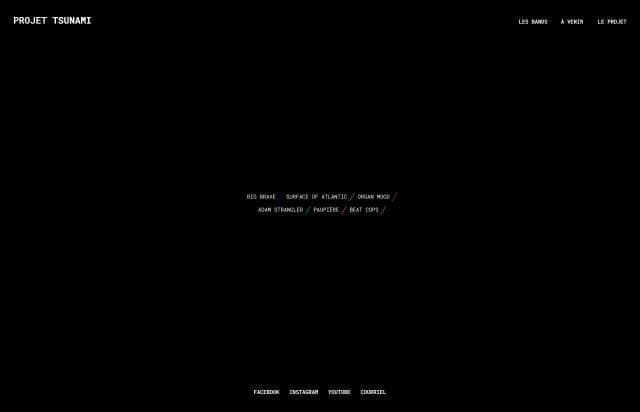 PROJET TSUNAMI
LES BANDS À VENIR LE PROJET
BIG BRAVE / SURFACE OF ATLANTIC / ORGAN MOOD /
ADAM STRANGLER / PAUPIÈRE / BEAT COPS /
FACEBOOK INSTAGRAM YOUTUBE COURRIEL